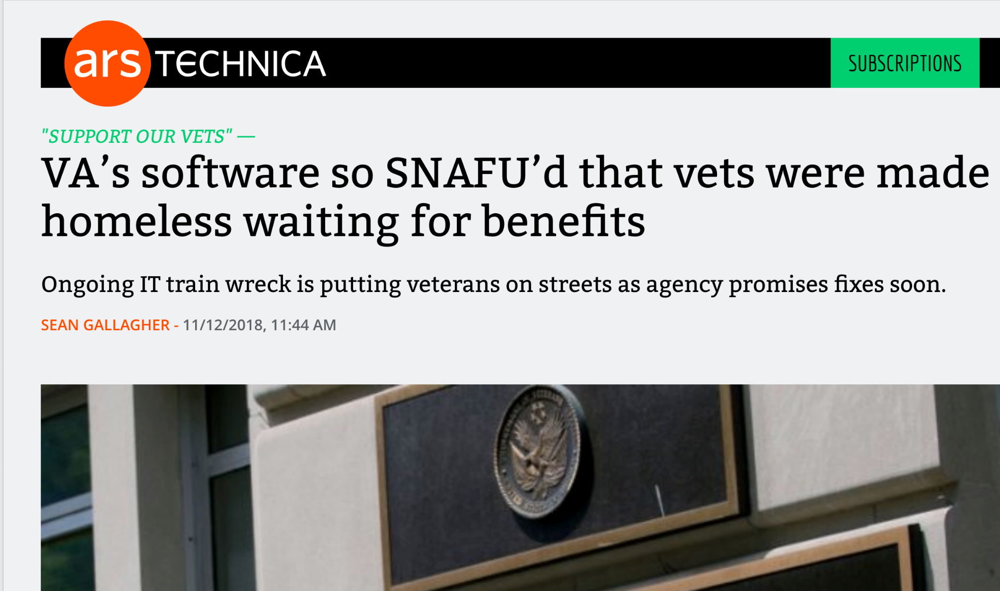 ars TECHNICA
SUBSCRIPTIONS
"SUPPORT OUR VETS" —
VA’s software so SNAFU’d that vets were made
homeless waiting for benefits
Ongoing IT train wreck is putting veterans on streets as agency promises fixes soon.
SEAN GALLAGHER - 11/12/2018, 11:44 AM